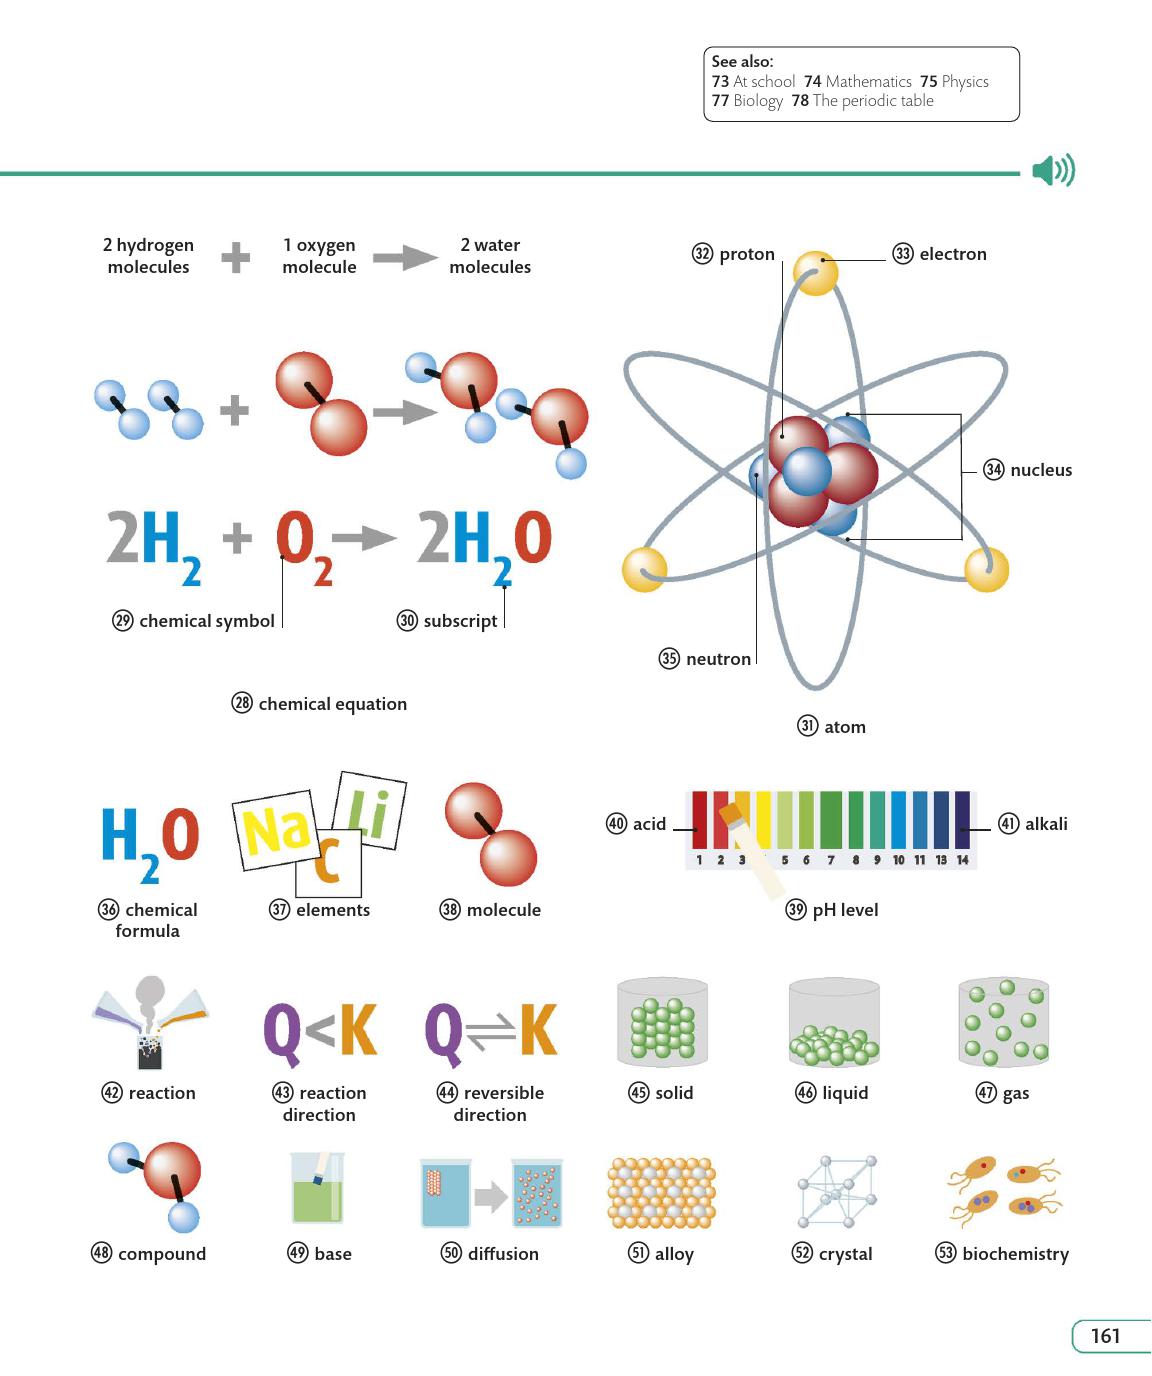 See also:
73 At school 74 Mathematics 75 Physics
77 Biology 78 The periodic table
2 hydrogen molecules
+
1 oxygen molecule
2 water molecules
+
2H₂ + O₂ → 2H₂O
29 chemical symbol
30 subscript
28 chemical equation
32 proton
33 electron
34 nucleus
35 neutron
31 atom
H₂O
36 chemical
formula
Na
Li
C
37 elements
38 molecule
40 acid
41 alkali
1 2 3 5 6 7 8 9 10 11 13 14
39 pH level
42 reaction
Q<K
43 reaction
direction
Q⇌K
44 reversible
direction
45 solid
46 liquid
47 gas
48 compound
49 base
50 diffusion
51 alloy
52 crystal
53 biochemistry
161